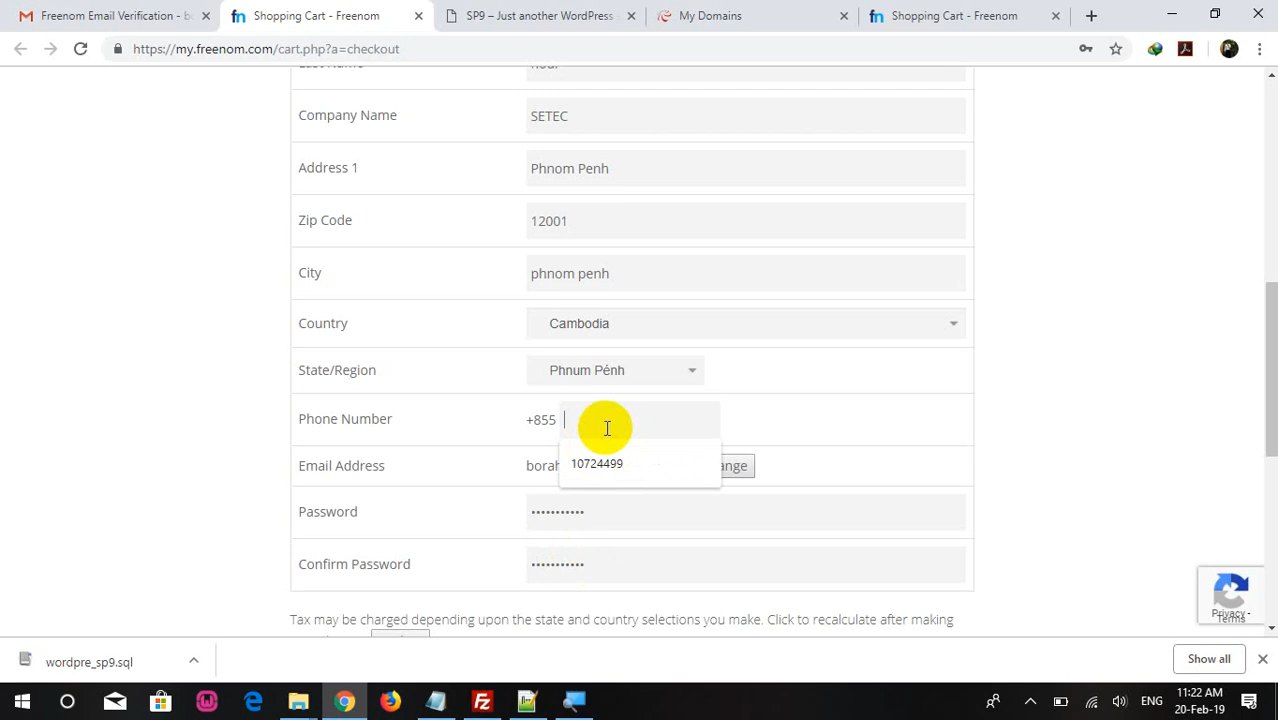 Freenom Email Verification - b
Shopping Cart - Freenom
SP9 – Just another WordPress
My Domains
Shopping Cart - Freenom
https://my.freenom.com/cart.php?a=checkout
Company Name
SETEC
Address 1
Phnom Penh
Zip Code
12001
City
phnom penh
Country
Cambodia
State/Region
Phnum Pénh
Phone Number
+855
10724499
Email Address
borah
ange
Password
•••••••••••
Confirm Password
•••••••••••
Tax may be charged depending upon the state and country selections you make. Click to recalculate after making
Privacy - Terms
wordpre_sp9.sql
Show all
ENG
11:22 AM
20-Feb-19